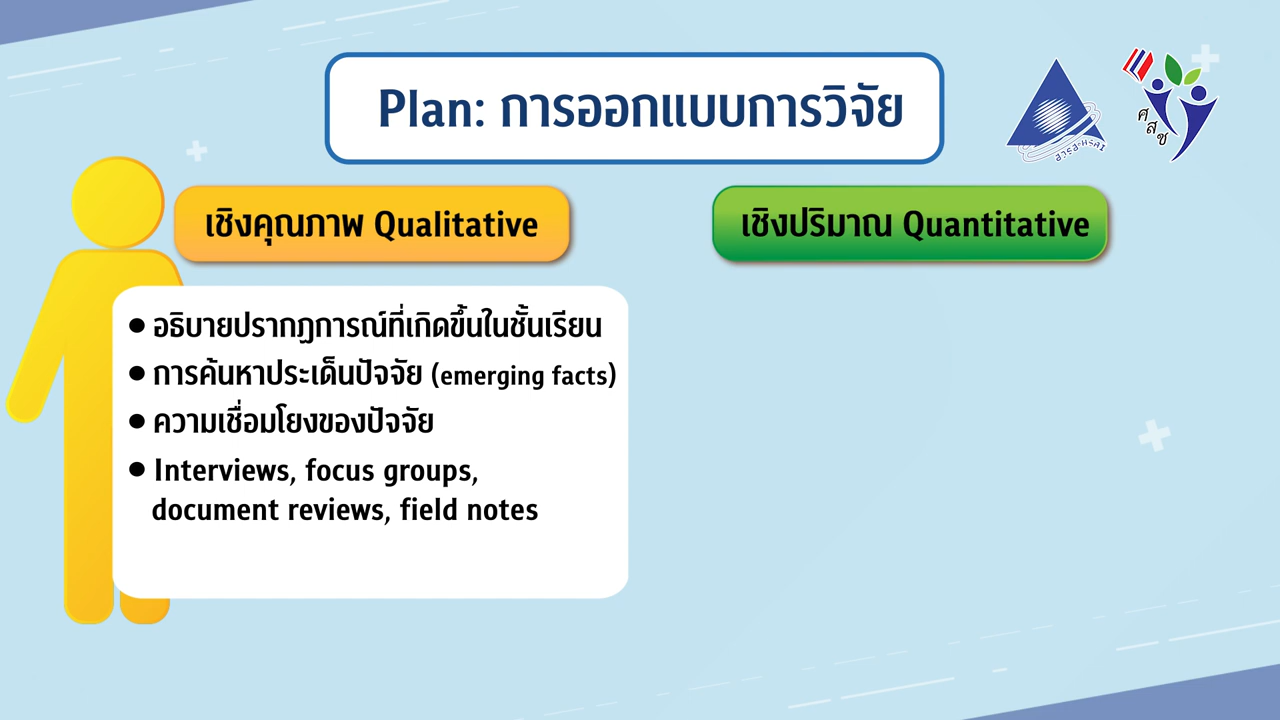 Plan: การออกแบบการวิจัย
สวรส-HSRI
ศสช
เชิงคุณภาพ Qualitative
เชิงปริมาณ Quantitative
• อธิบายปรากฏการณ์ที่เกิดขึ้นในชั้นเรียน
• การค้นหาประเด็นปัจจัย (emerging facts)
• ความเชื่อมโยงของปัจจัย
• Interviews, focus groups,
document reviews, field notes